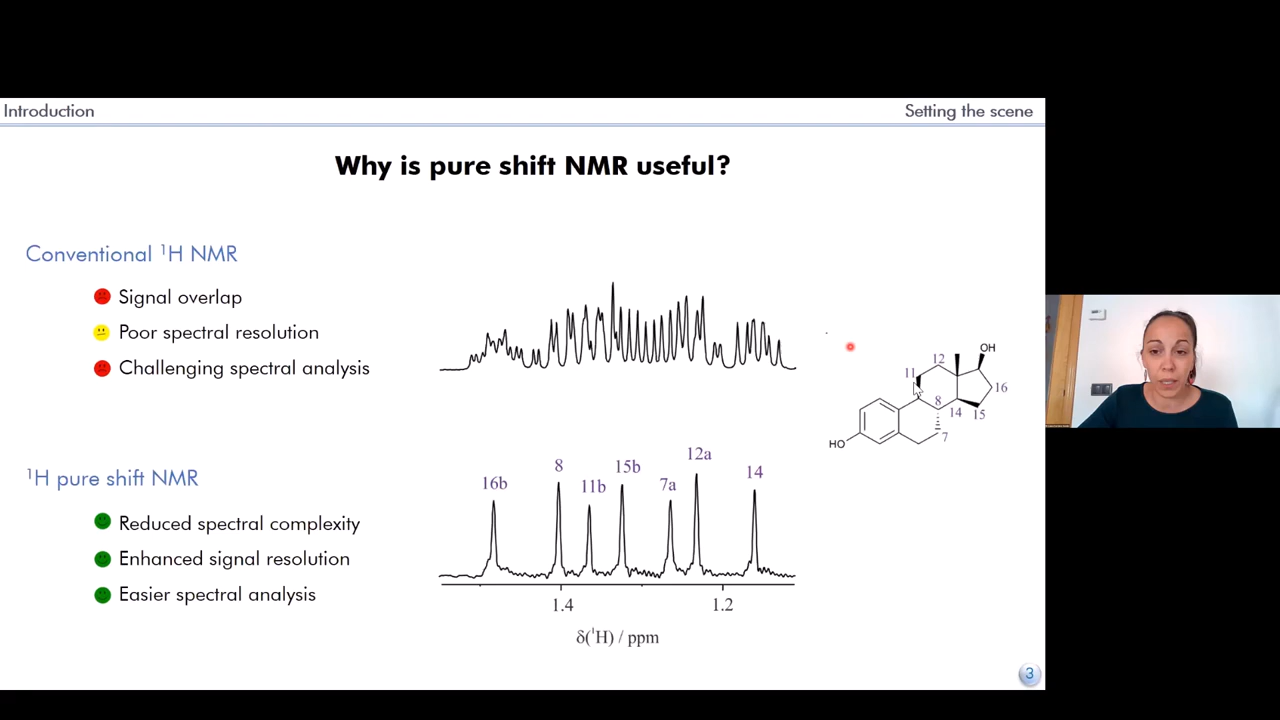 Introduction
Setting the scene
Why is pure shift NMR useful?
Conventional ¹H NMR
Signal overlap
Poor spectral resolution
Challenging spectral analysis
OH
12
11
16
8
14
15
7
HO
¹H pure shift NMR
Reduced spectral complexity
Enhanced signal resolution
Easier spectral analysis
16b
8
11b
15b
7a
12a
14
1.4
1.2
δ(¹H) / ppm
3